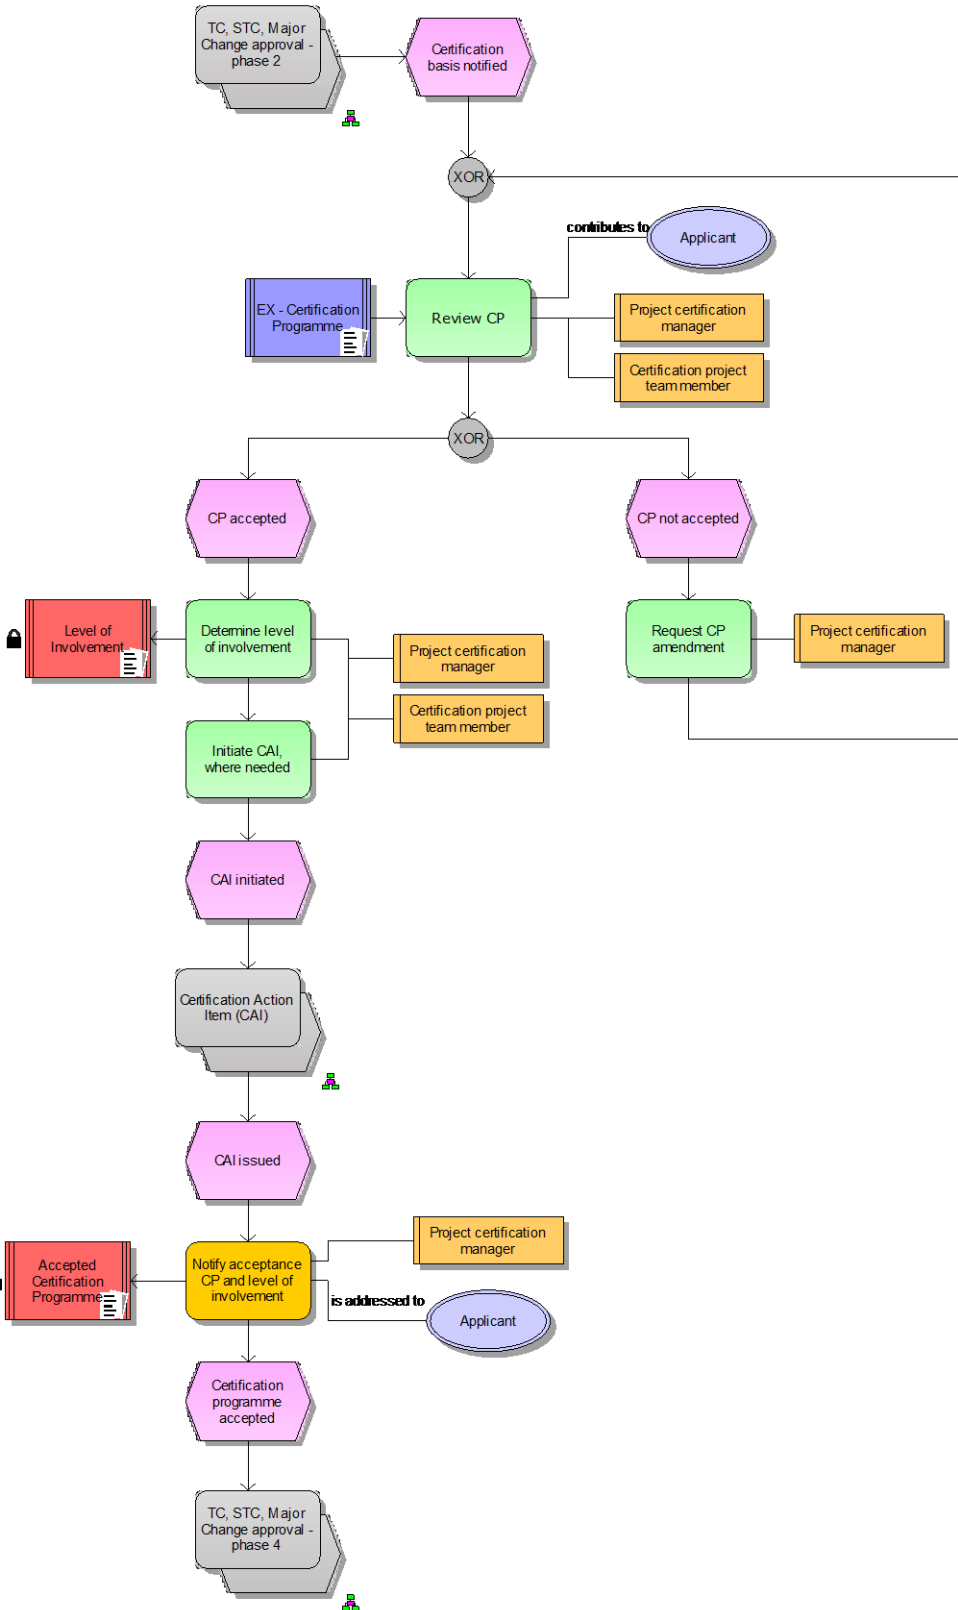 TC, STC, Major
Change approval -
phase 2
Certification
basis notified
XOR
contributes to
Applicant
EX - Certification
Programme
Review CP
Project certification
manager
Certification project
team member
XOR
CP accepted
CP not accepted
Level of
Involvement
Determine level
of involvement
Project certification
manager
Certification project
team member
Request CP
amendment
Project certification
manager
Initiate CAI,
where needed
CAI initiated
Certification Action
Item (CAI)
CAI issued
Accepted
Certification
Programme
Notify acceptance
CP and level of
involvement
Project certification
manager
is addressed to
Applicant
Certification
programme
accepted
TC, STC, Major
Change approval -
phase 4